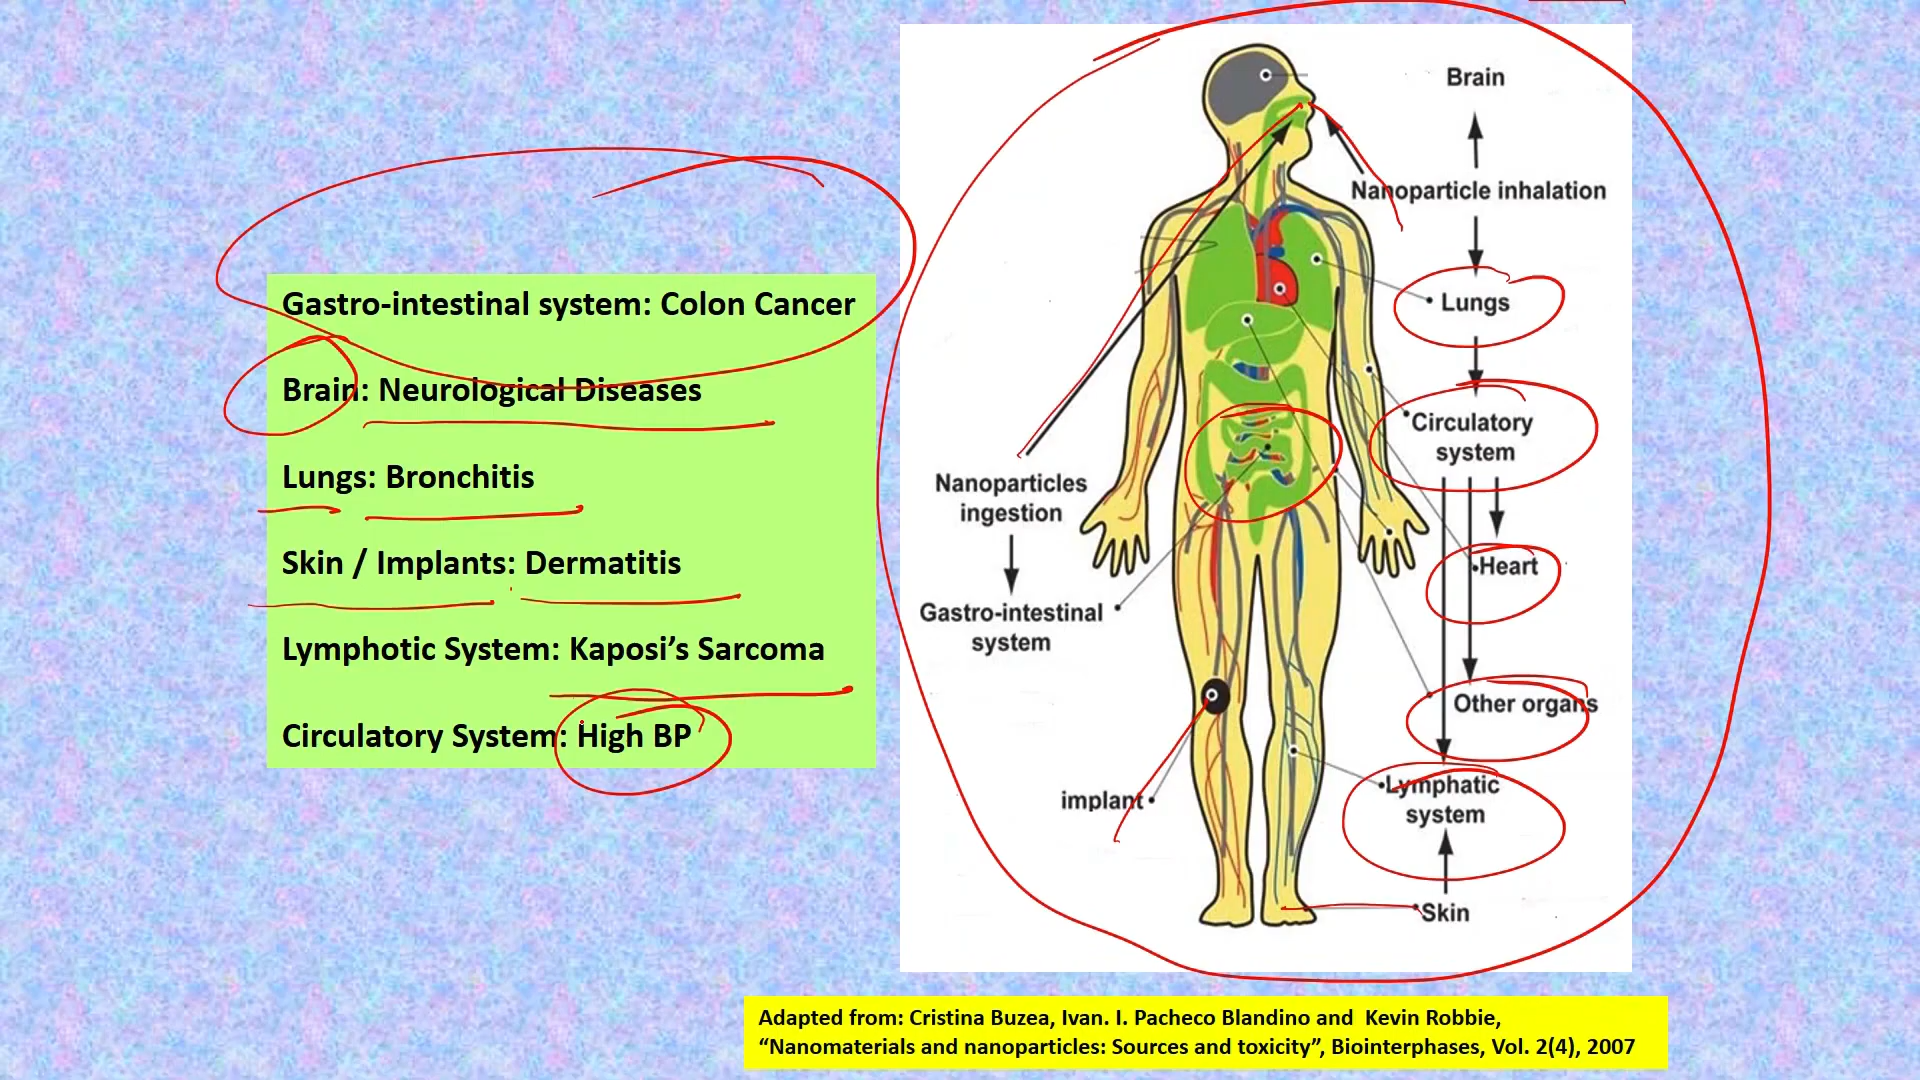 Gastro-intestinal system: Colon Cancer
Brain: Neurological Diseases
Lungs: Bronchitis
Skin / Implants: Dermatitis
Lymphotic System: Kaposi’s Sarcoma
Circulatory System: High BP
Brain
Nanoparticle inhalation
Lungs
Circulatory
system
Heart
Other organs
Lymphatic
system
Skin
Nanoparticles
ingestion
Gastro-intestinal
system
implant
Adapted from: Cristina Buzea, Ivan. I. Pacheco Blandino and Kevin Robbie,
“Nanomaterials and nanoparticles: Sources and toxicity”, Biointerphases, Vol. 2(4), 2007